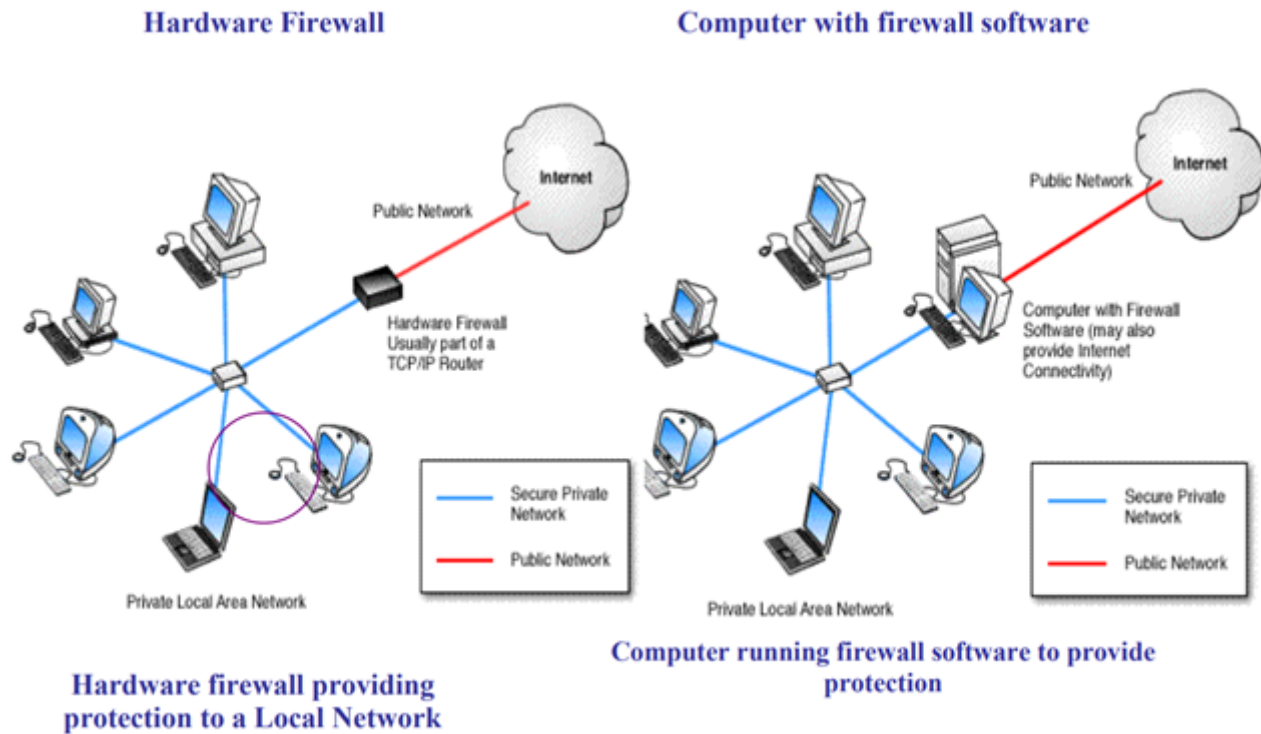 Hardware Firewall
Internet
Public Network
Hardware Firewall
Usually part of a
TCP/IP Router
Secure Private
Network
Public Network
Private Local Area Network
Hardware firewall providing
protection to a Local Network
Computer with firewall software
Internet
Public Network
Computer with Firewall
Software (may also
provide Internet
Connectivity)
Secure Private
Network
Public Network
Private Local Area Network
Computer running firewall software to provide
protection